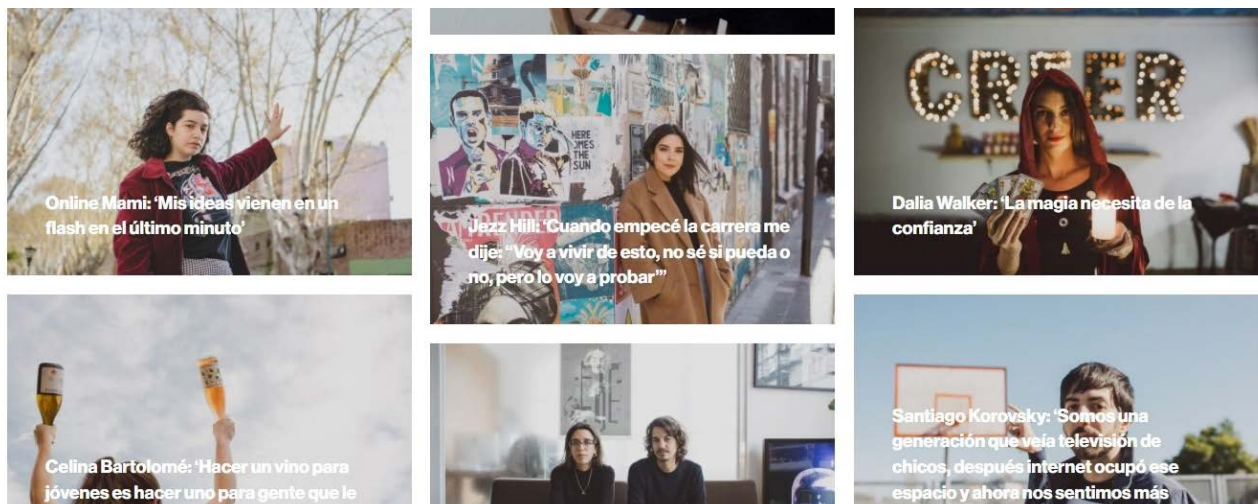 Online Mami: ‘Mis ideas vienen en un
flash en el último minuto’
HERE
COMES
THE
SUN
Jezz Hill: ‘Cuando empecé la carrera me
dije: “Voy a vivir de esto, no sé si pueda o
no, pero lo voy a probar”’
CREER
Dalia Walker: ‘La magia necesita de la
confianza’
Celina Bartolomé: ‘Hacer un vino para
jóvenes es hacer uno para gente que le
Santiago Korovsky: ‘Somos una
generación que veía televisión de
chicos, después internet ocupó ese
espacio y ahora nos sentimos más